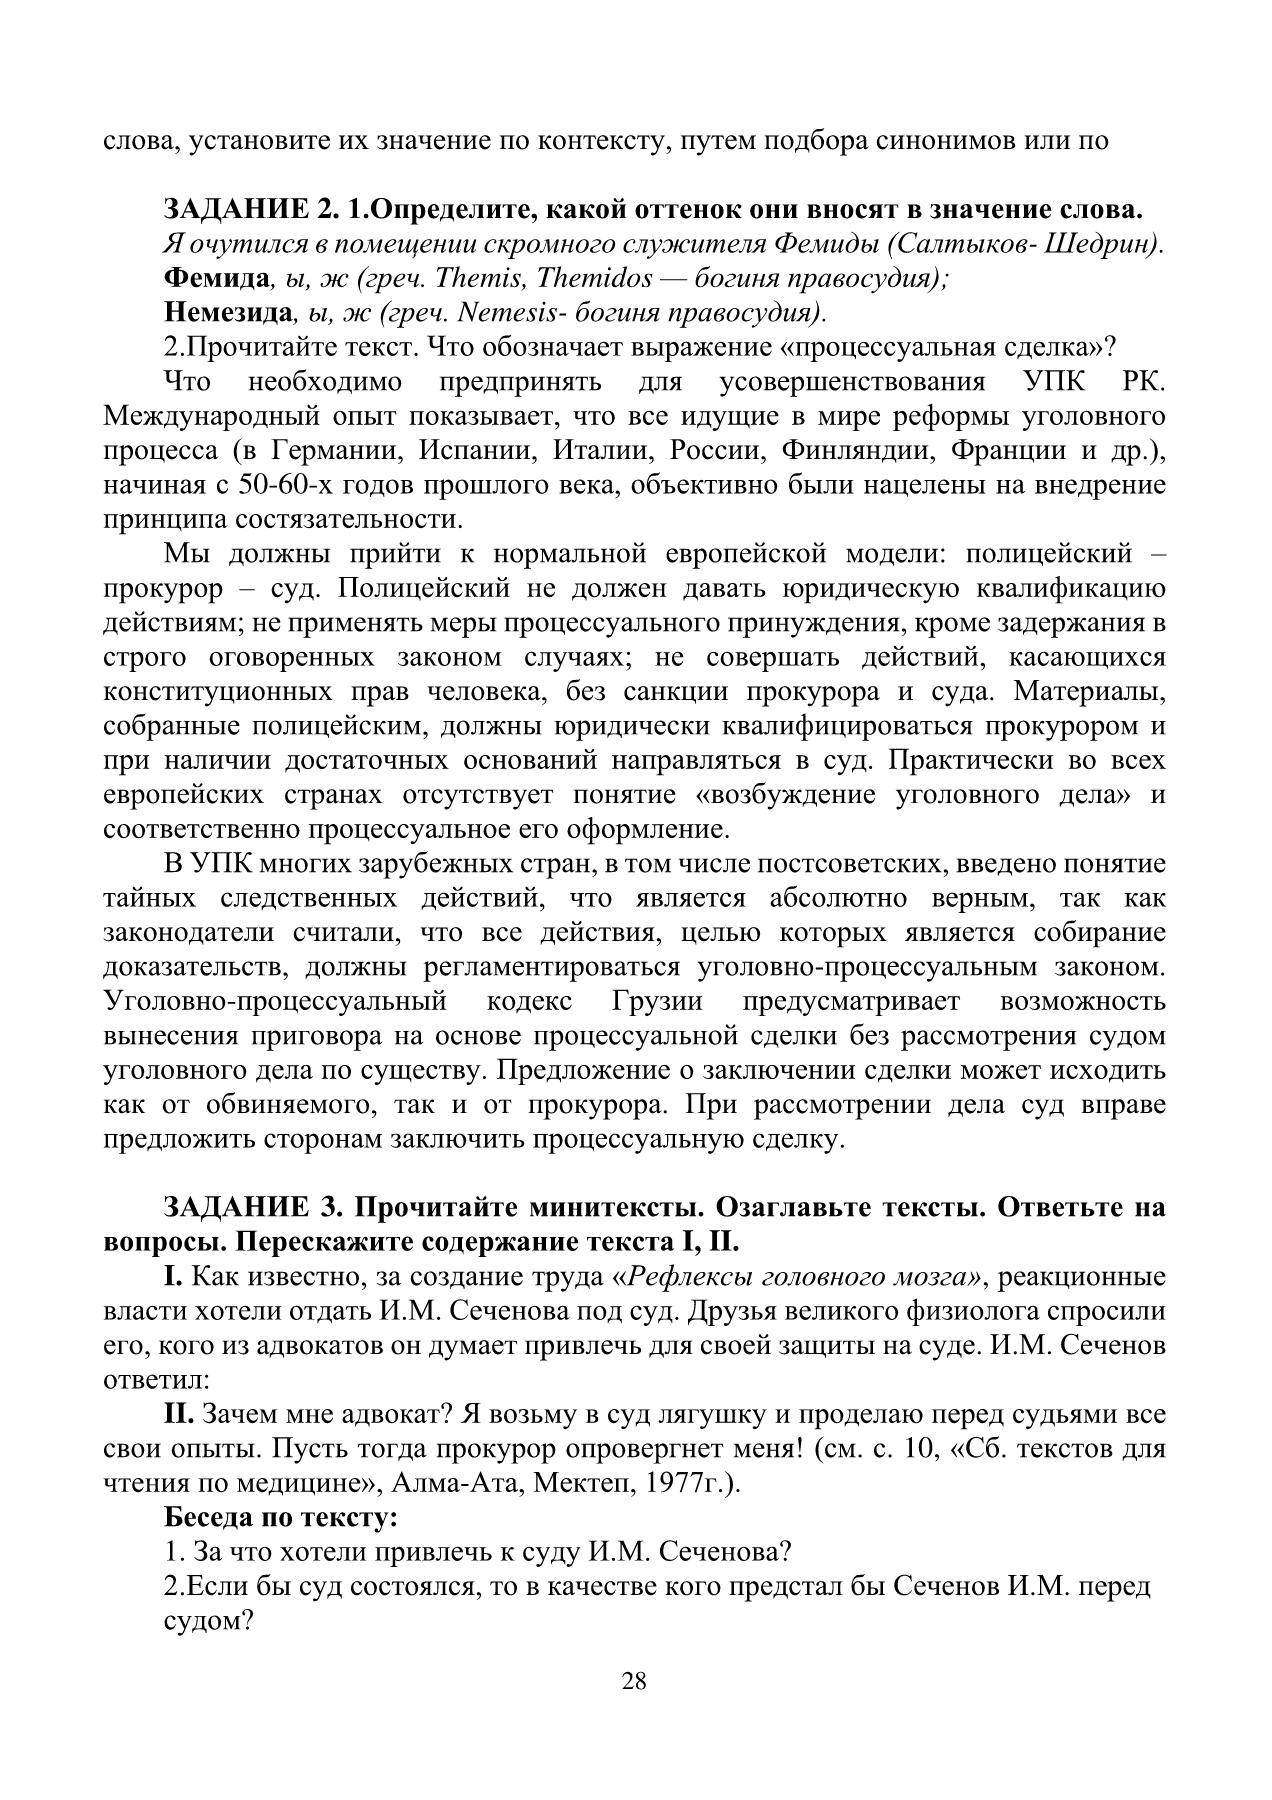 слова, установите их значение по контексту, путем подбора синонимов или по
ЗАДАНИЕ 2. 1.Определите, какой оттенок они вносят в значение слова.
Я очутился в помещении скромного служителя Фемиды (Салтыков- Щедрин).
Фемида, ы, ж (греч. Themis, Themidos — богиня правосудия);
Немезида, ы, ж (греч. Nemesis- богиня правосудия).
2.Прочитайте текст. Что обозначает выражение «процессуальная сделка»?
Что необходимо предпринять для усовершенствования УПК РК.
Международный опыт показывает, что все идущие в мире реформы уголовного
процесса (в Германии, Испании, Италии, России, Финляндии, Франции и др.),
начиная с 50-60-х годов прошлого века, объективно были нацелены на внедрение
принципа состязательности.
Мы должны прийти к нормальной европейской модели: полицейский –
прокурор – суд. Полицейский не должен давать юридическую квалификацию
действиям; не применять меры процессуального принуждения, кроме задержания в
строго оговоренных законом случаях; не совершать действий, касающихся
конституционных прав человека, без санкции прокурора и суда. Материалы,
собранные полицейским, должны юридически квалифицироваться прокурором и
при наличии достаточных оснований направляться в суд. Практически во всех
европейских странах отсутствует понятие «возбуждение уголовного дела» и
соответственно процессуальное его оформление.
В УПК многих зарубежных стран, в том числе постсоветских, введено понятие
тайных следственных действий, что является абсолютно верным, так как
законодатели считали, что все действия, целью которых является собирание
доказательств, должны регламентироваться уголовно-процессуальным законом.
Уголовно-процессуальный кодекс Грузии предусматривает возможность
вынесения приговора на основе процессуальной сделки без рассмотрения судом
уголовного дела по существу. Предложение о заключении сделки может исходить
как от обвиняемого, так и от прокурора. При рассмотрении дела суд вправе
предложить сторонам заключить процессуальную сделку.
ЗАДАНИЕ 3. Прочитайте минитексты. Озаглавьте тексты. Ответьте на
вопросы. Перескажите содержание текста I, II.
I. Как известно, за создание труда «Рефлексы головного мозга», реакционные
власти хотели отдать И.М. Сеченова под суд. Друзья великого физиолога спросили
его, кого из адвокатов он думает привлечь для своей защиты на суде. И.М. Сеченов
ответил:
II. Зачем мне адвокат? Я возьму в суд лягушку и проделаю перед судьями все
свои опыты. Пусть тогда прокурор опровергнет меня! (см. с. 10, «Сб. текстов для
чтения по медицине», Алма-Ата, Мектеп, 1977г.).
Беседа по тексту:
1. За что хотели привлечь к суду И.М. Сеченова?
2.Если бы суд состоялся, то в качестве кого предстал бы Сеченов И.М. перед
судом?
28